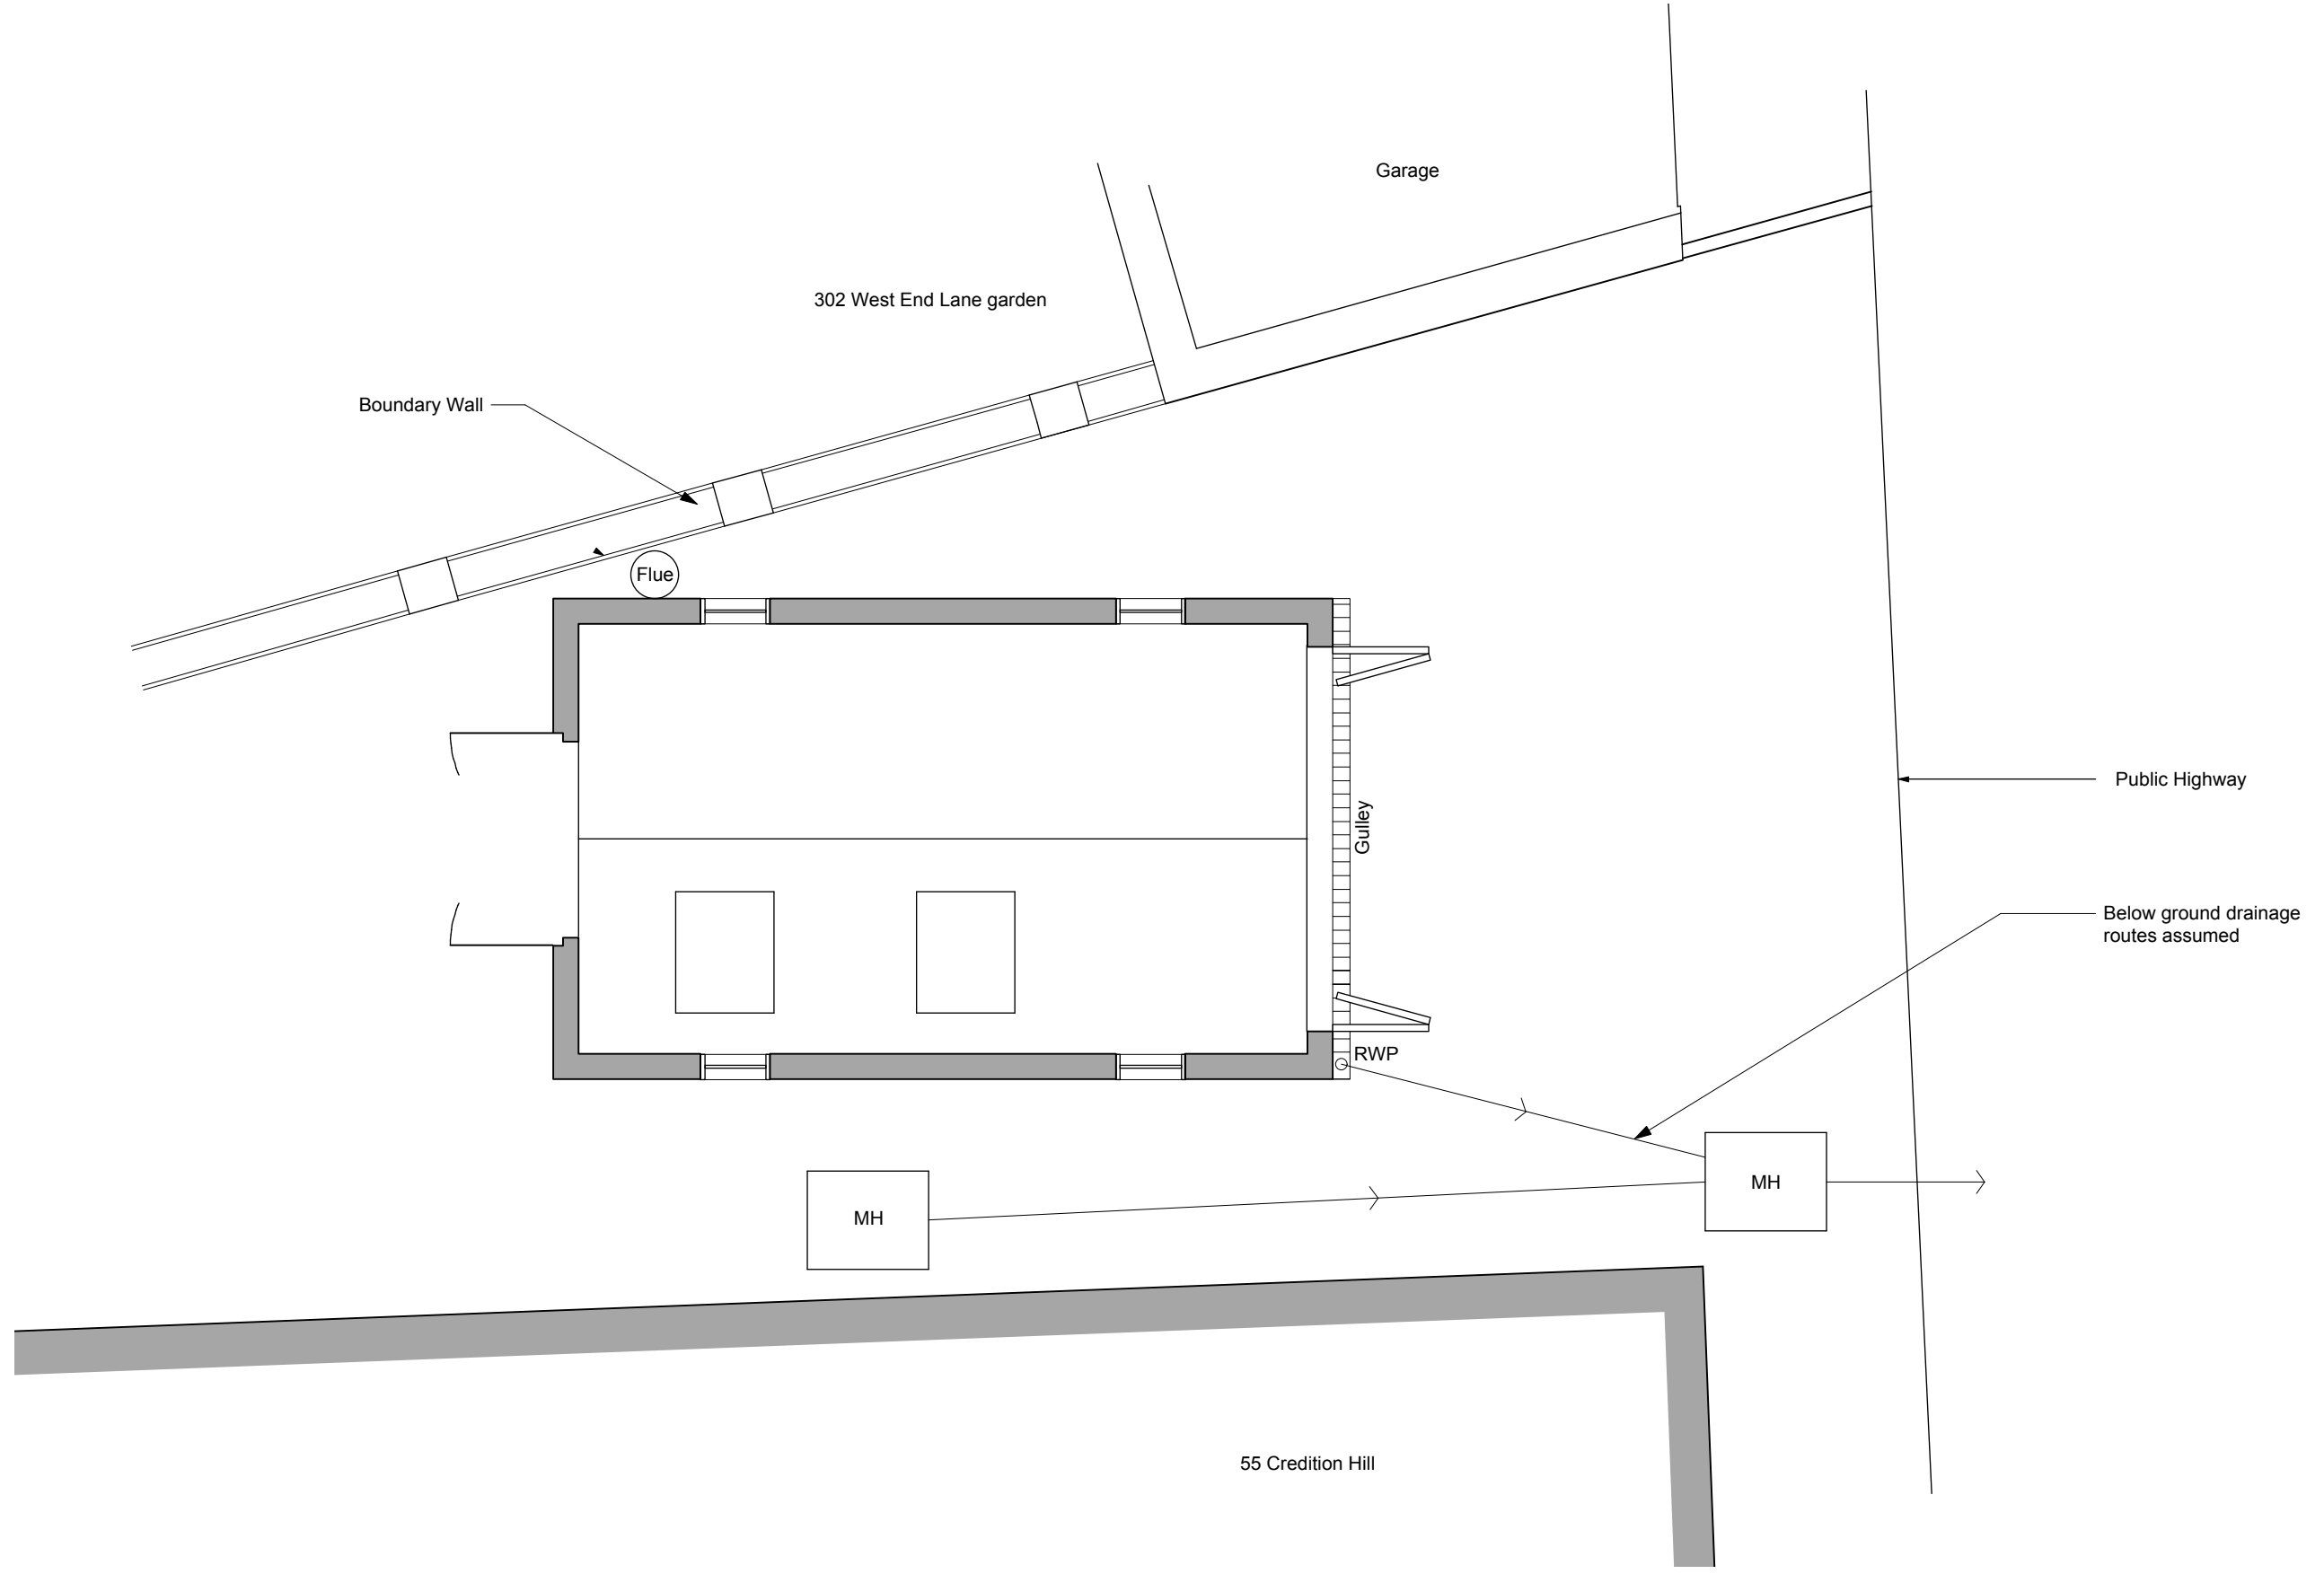 Garage
302 West End Lane garden
Boundary Wall
Flue
Public Highway
Gulley
Below ground drainage
routes assumed
RWP
MH
MH
55 Credition Hill